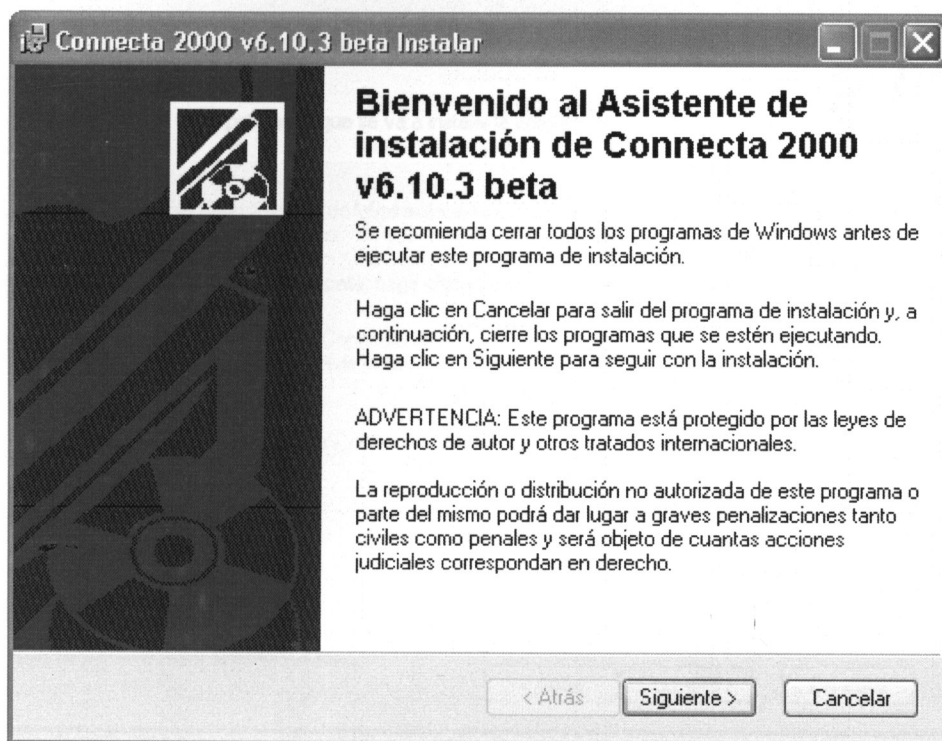 Connecta 2000 v6.10.3 beta Instalar
Bienvenido al Asistente de
instalación de Connecta 2000
v6.10.3 beta
Se recomienda cerrar todos los programas de Windows antes de
ejecutar este programa de instalación.
Haga clic en Cancelar para salir del programa de instalación y, a
continuación, cierre los programas que se estén ejecutando.
Haga clic en Siguiente para seguir con la instalación.
ADVERTENCIA: Este programa está protegido por las leyes de
derechos de autor y otros tratados internacionales.
La reproducción o distribución no autorizada de este programa o
parte del mismo podrá dar lugar a graves penalizaciones tanto
civiles como penales y será objeto de cuantas acciones
judiciales correspondan en derecho.
< Atrás
Siguiente >
Cancelar